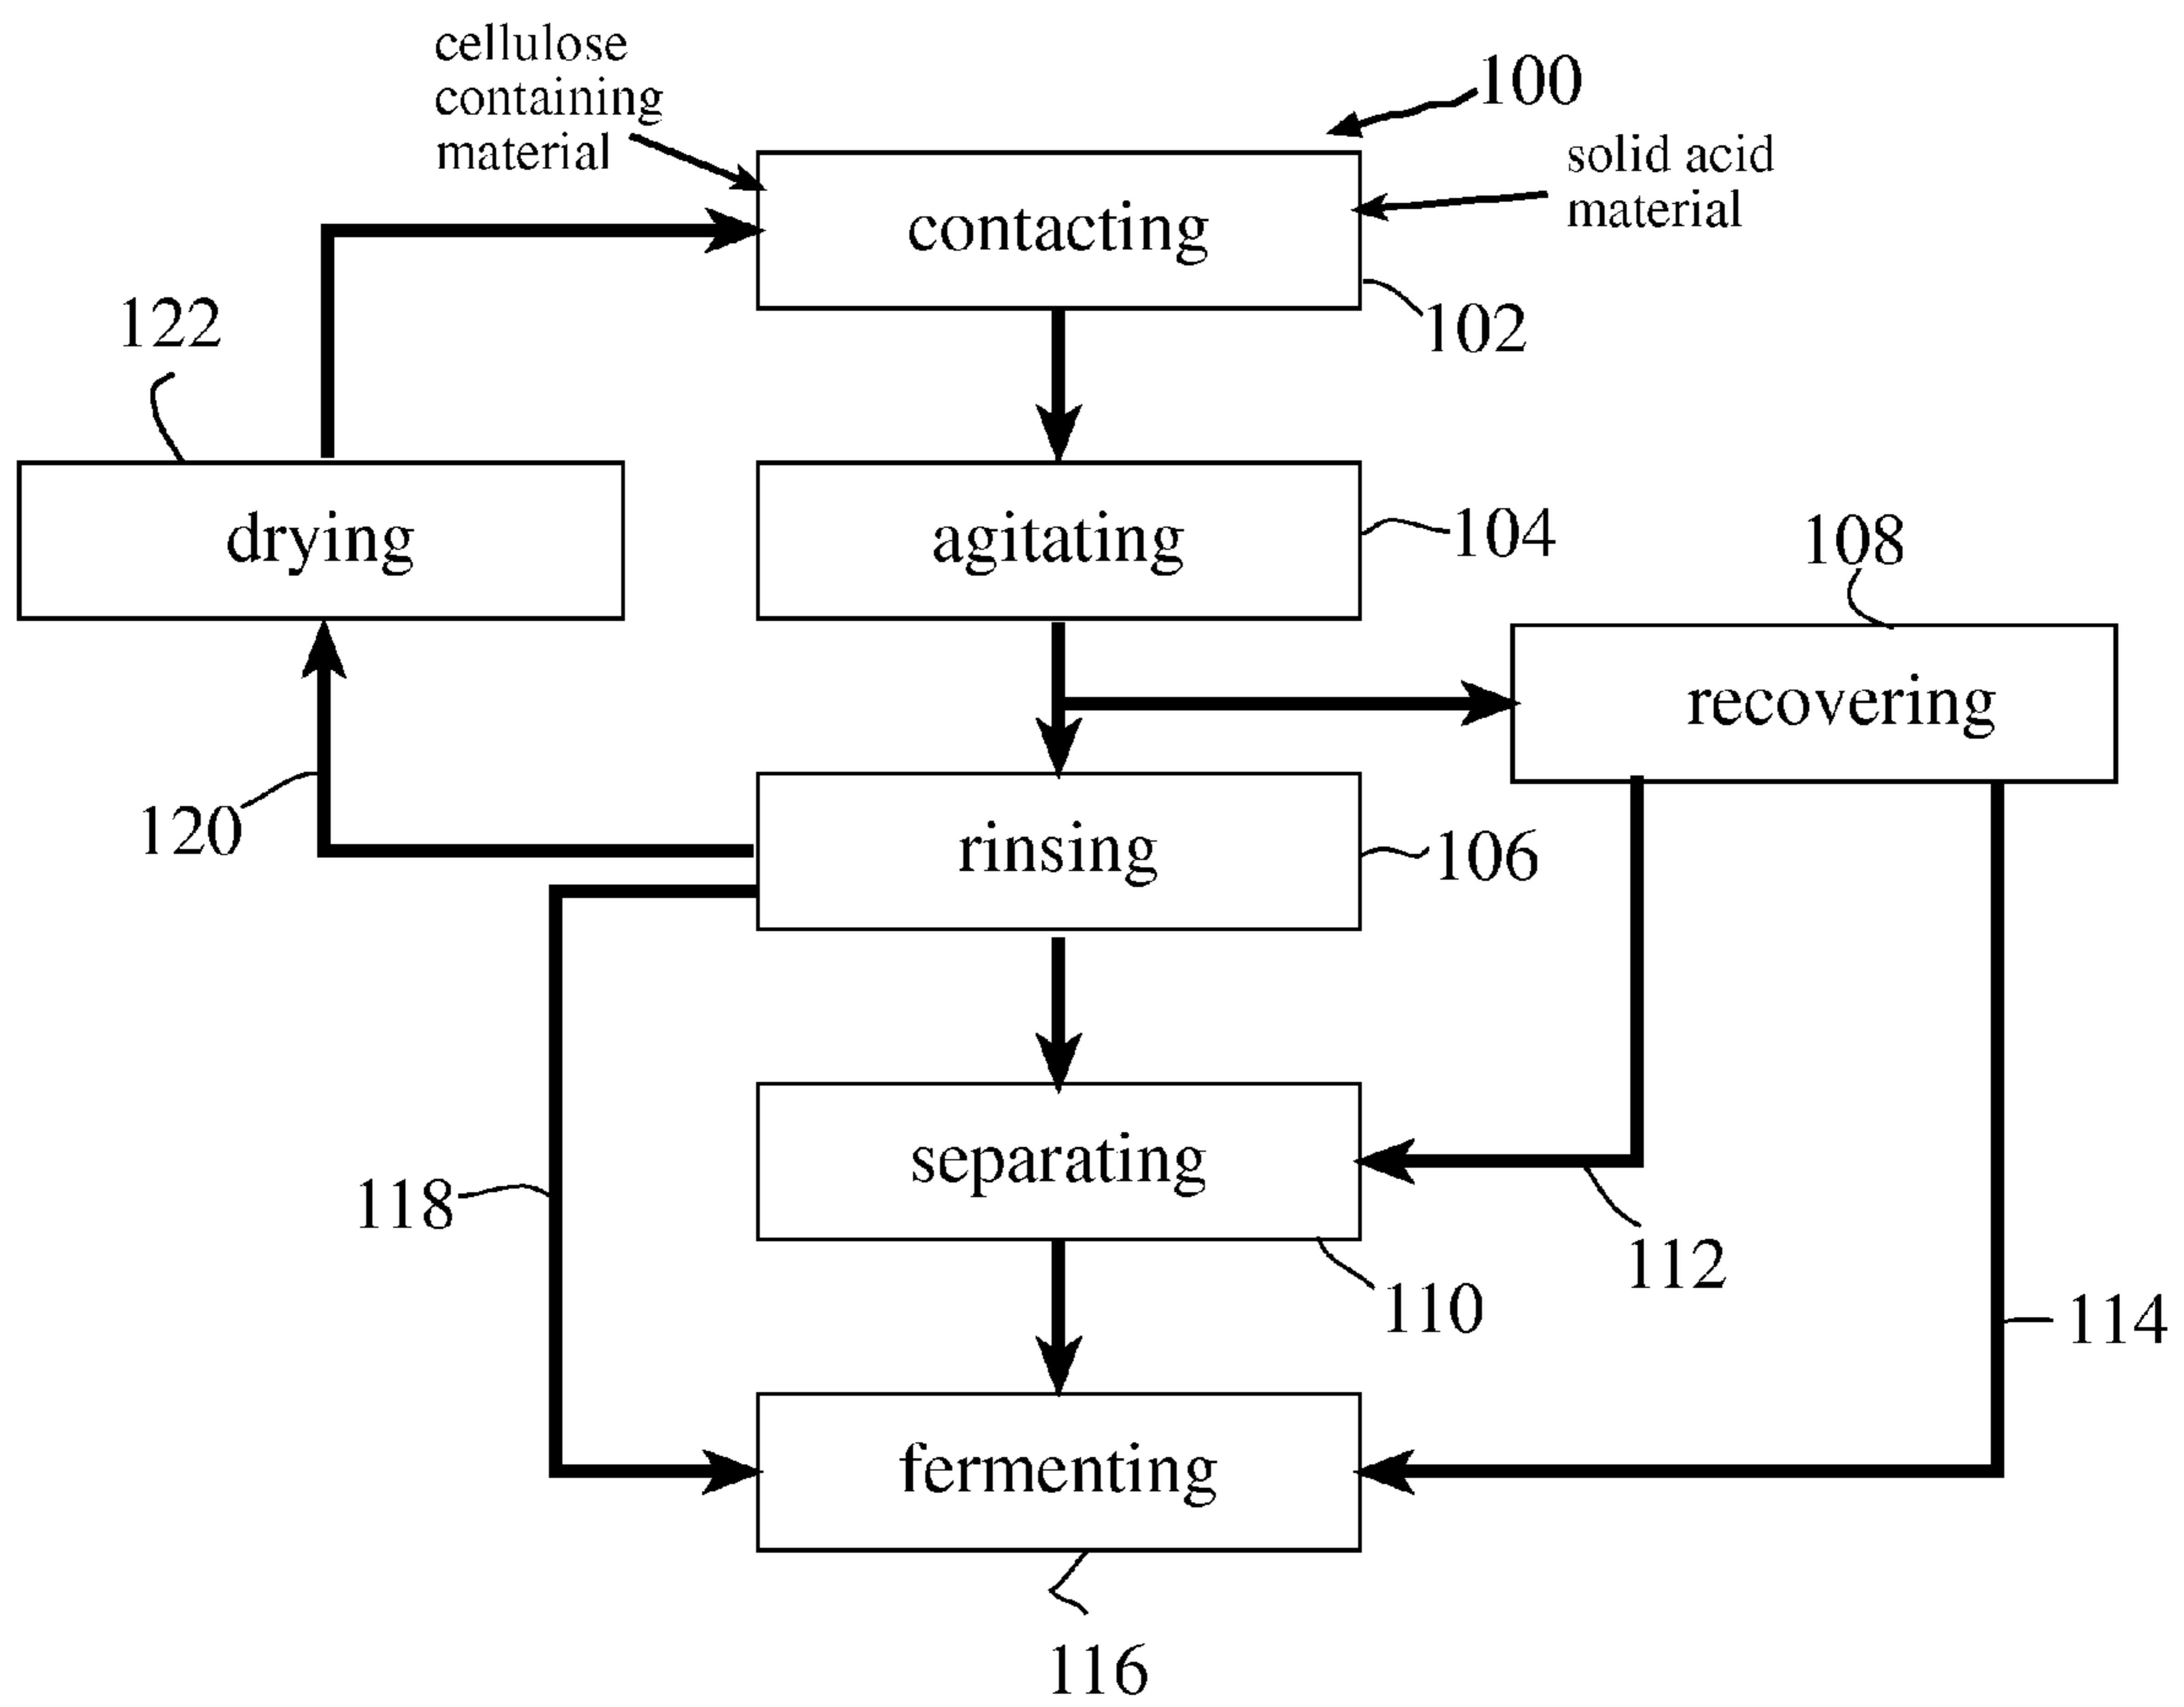 cellulose
containing
material
100
solid acid
material
contacting
102
122
drying
agitating
104
108
recovering
120
rinsing
106
118
separating
112
110
114
fermenting
116